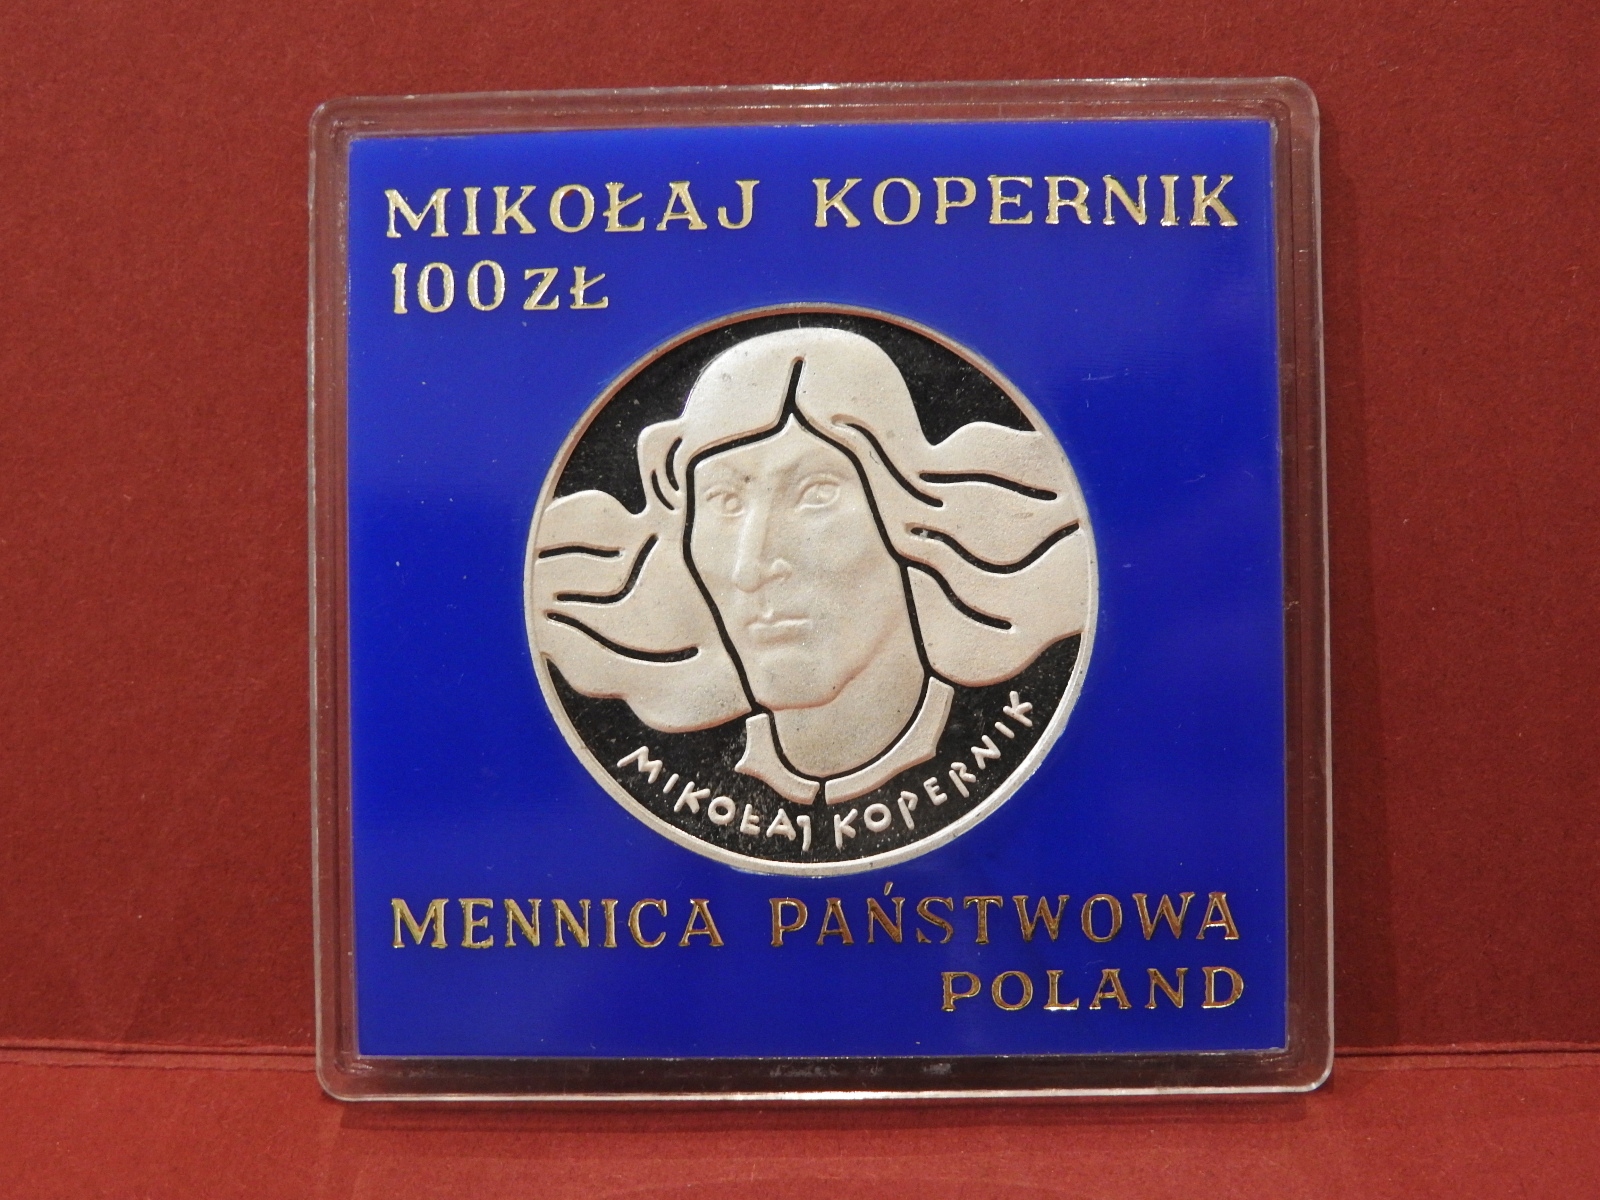 MIKOŁAJ KOPERNIK
100 ZŁ
MIKOŁAJ KOPERNIK
MENNICA PAŃSTWOWA
POLAND